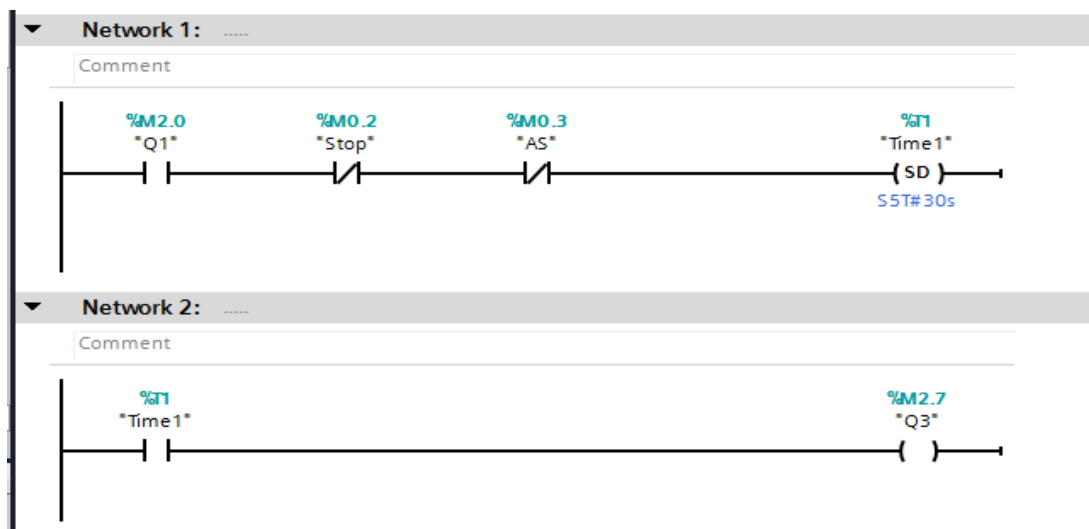 Network 1: .....
Comment
%M2.0 %M0.2 %M0.3 %T1
"Q1" "Stop" "AS" "Time1"
SD
S5T#30s
Network 2: .....
Comment
%T1 %M2.7
"Time1" "Q3"